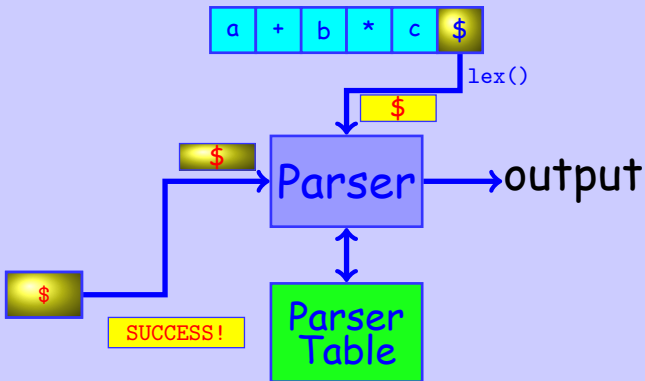 a + b * c $
lex()
$
$
Parser
output
$
SUCCESS!
Parser
Table